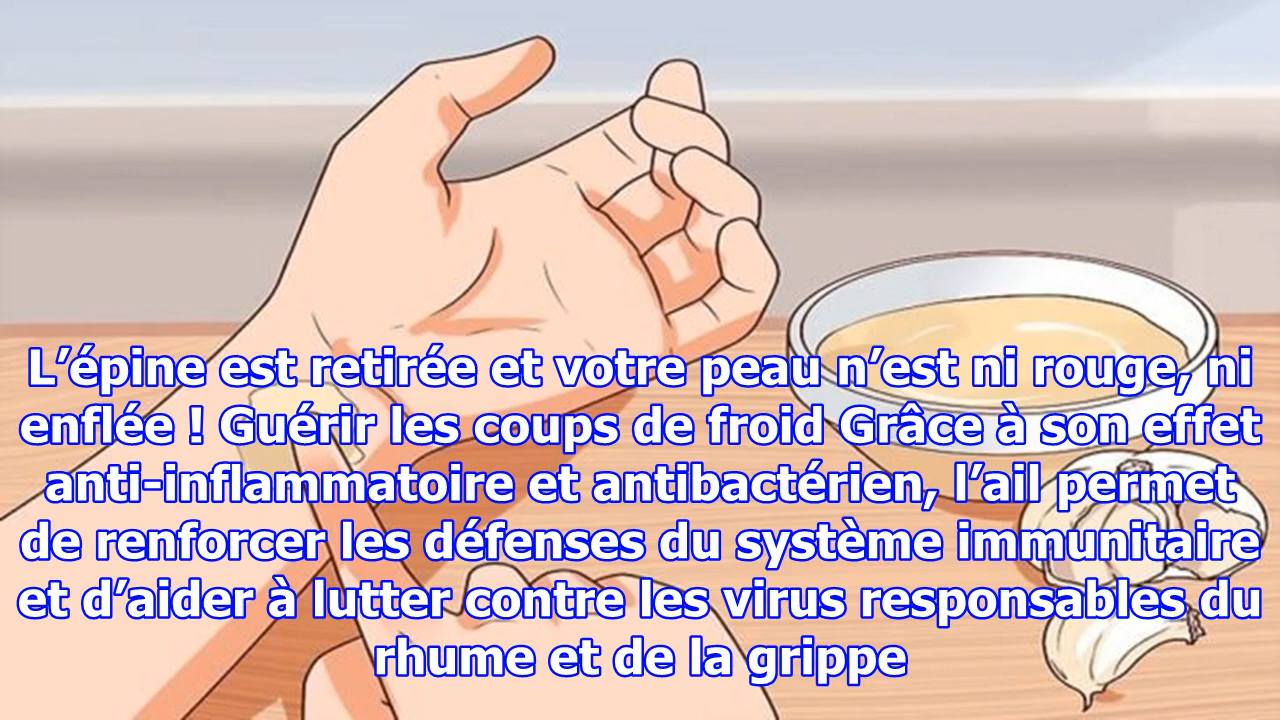 L’épine est retirée et votre peau n’est ni rouge, ni
enflée ! Guérir les coups de froid Grâce à son effet
anti-inflammatoire et antibactérien, l’ail permet
de renforcer les défenses du système immunitaire
et d’aider à lutter contre les virus responsables du
rhume et de la grippe